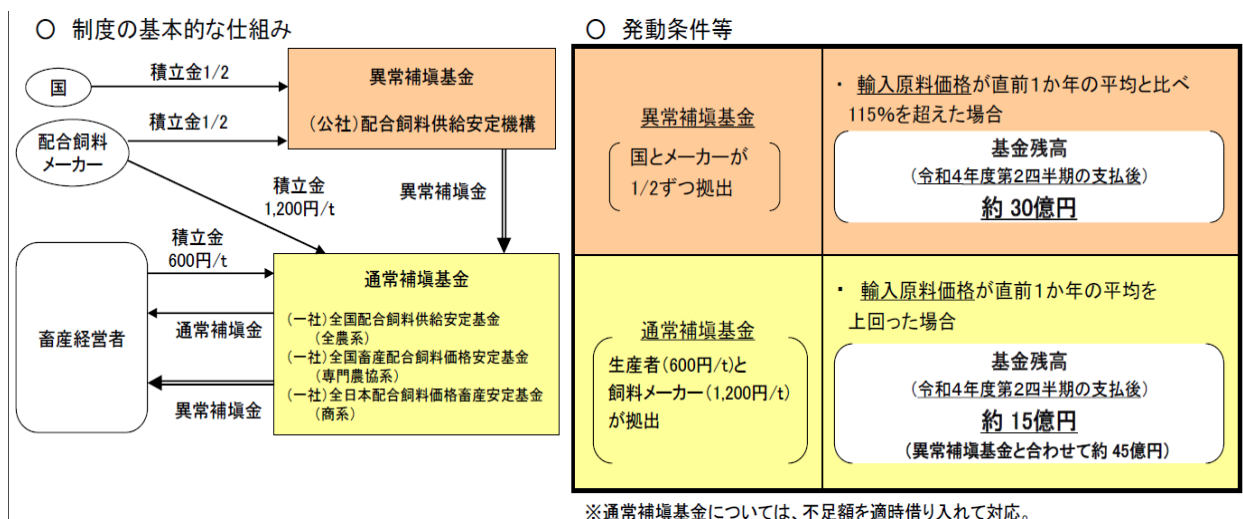 〇 制度の基本的な仕組み
国
積立金1/2
配合飼料
メーカー
積立金1/2
異常補塡基金
(公社)配合飼料供給安定機構
積立金
1,200円/t
異常補塡金
積立金
600円/t
畜産経営者
通常補塡金
異常補塡金
通常補塡基金
(一社)全国配合飼料供給安定基金
(全農系)
(一社)全国畜産配合飼料価格安定基金
(専門農協系)
(一社)全日本配合飼料価格畜産安定基金
(商系)
〇 発動条件等
異常補塡基金
国とメーカーが
1/2ずつ拠出
・ 輸入原料価格が直前1か年の平均と比べ
115%を超えた場合
基金残高
(令和4年度第2四半期の支払後)
約 30億円
通常補塡基金
生産者(600円/t)と
飼料メーカー(1,200円/t)
が拠出
・ 輸入原料価格が直前1か年の平均を
上回った場合
基金残高
(令和4年度第2四半期の支払後)
約 15億円
(異常補塡基金と合わせて約 45億円)
※通常補塡基金については、不足額を適時借り入れて対応。